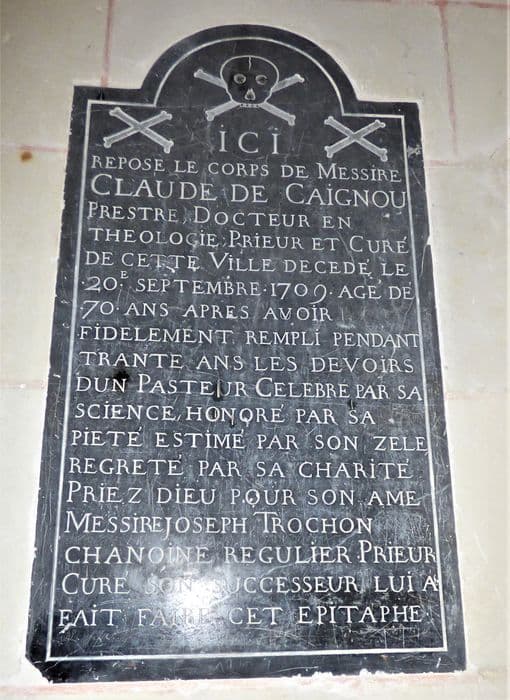 ICI
REPOSE LE CORPS DE MESSIRE
CLAUDE DE CAIGNOU
PRESTRE, DOCTEUR EN
THEOLOGIE, PRIEUR ET CURÉ
DE CETTE VILLE DECEDÉ LE
20.E SEPTEMBRE 1709. AGÉ DE
70. ANS APRES AVOIR
FIDELEMENT REMPLI PENDANT
TRANTE ANS LES DEVOIRS
DUN PASTEUR CELEBRE PAR SA
SCIENCE, HONORÉ PAR SA
PIETÉ ESTIMÉ PAR SON ZELE
REGRETÉ PAR SA CHARITÉ
PRIEZ DIEU POUR SON AME
MESSIRE JOSEPH TROCHON
CHANOINE REGULIER PRIEUR
CURE SON SUCCESSEUR LUI A
FAIT FAIRE CET EPITAPHE.